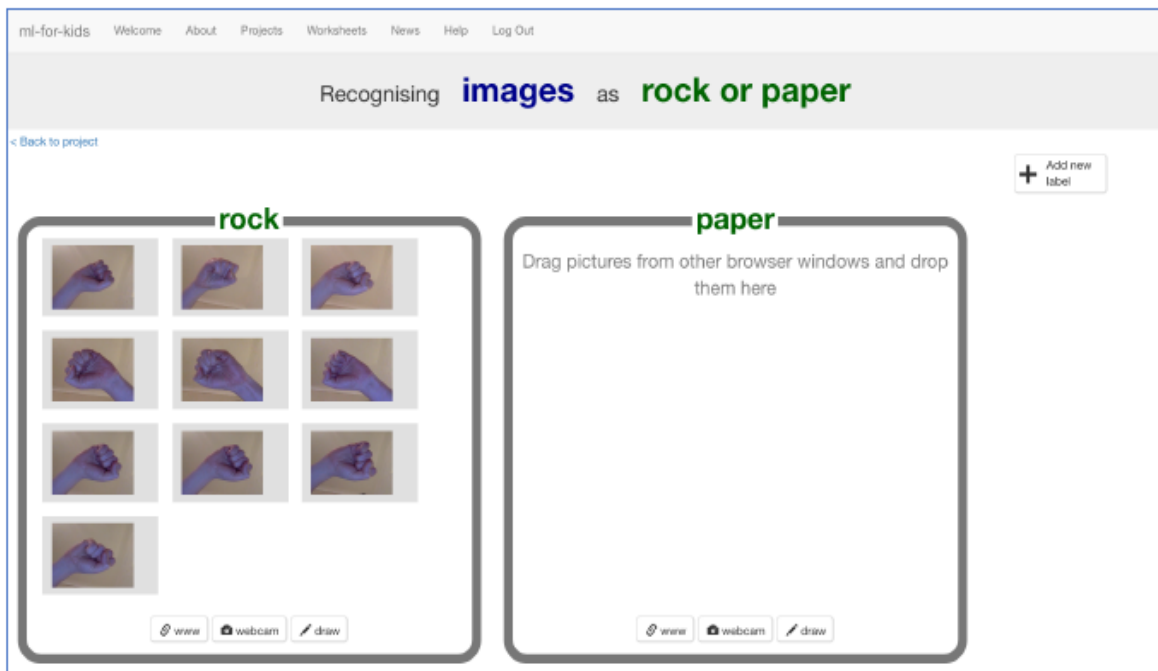 ml-for-kids Welcome About Projects Worksheets News Help Log Out
Recognising images as rock or paper
< Back to project
Add new
label
rock
paper
Drag pictures from other browser windows and drop
them here
www webcam draw
www webcam draw